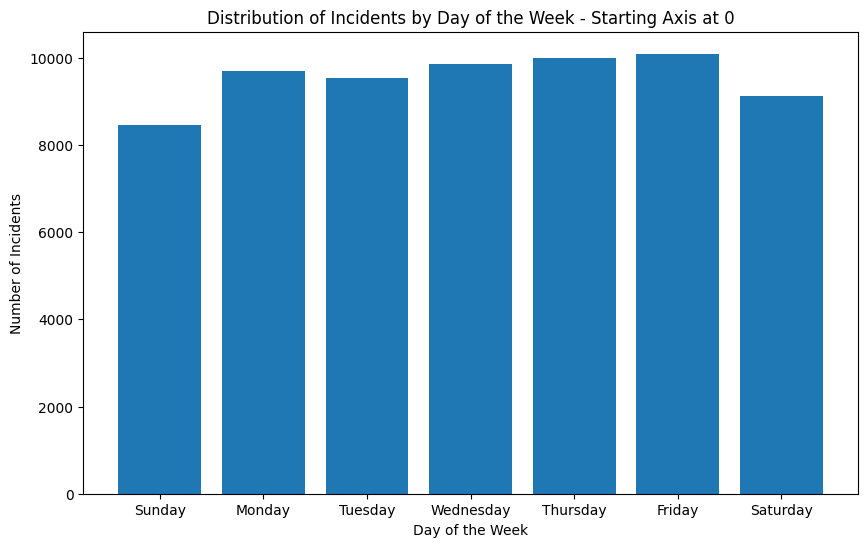 Distribution of Incidents by Day of the Week - Starting Axis at 0
Number of Incidents
10000
8000
6000
4000
2000
0
Sunday Monday Tuesday Wednesday Thursday Friday Saturday
Day of the Week